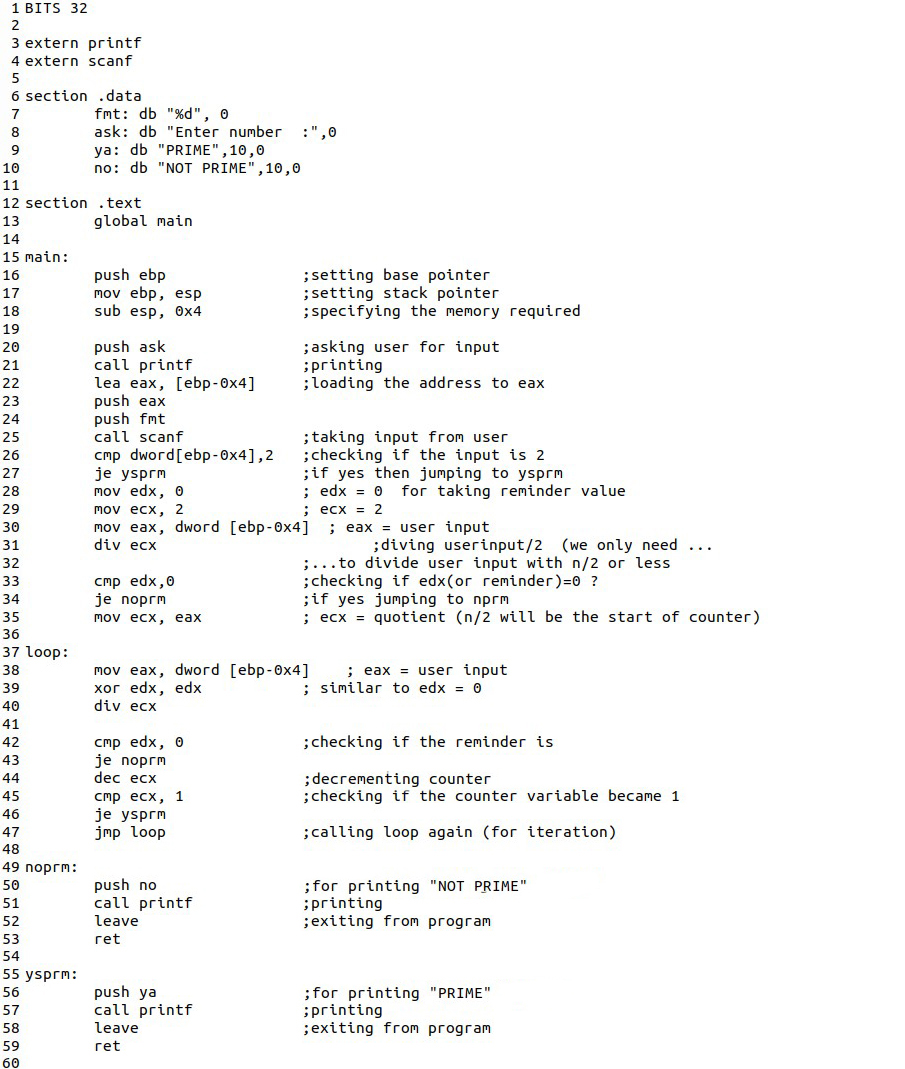 1 BITS 32
2
3 extern printf
4 extern scanf
5
6 section .data
7         fmt: db "%d", 0
8         ask: db "Enter number  :",0
9         ya: db "PRIME",10,0
10         no: db "NOT PRIME",10,0
11
12 section .text
13         global main
14
15 main:
16         push ebp               ;setting base pointer
17         mov ebp, esp           ;setting stack pointer
18         sub esp, 0x4           ;specifying the memory required
19
20         push ask               ;asking user for input
21         call printf            ;printing
22         lea eax, [ebp-0x4]     ;loading the address to eax
23         push eax
24         push fmt
25         call scanf             ;taking input from user
26         cmp dword[ebp-0x4],2   ;checking if the input is 2
27         je ysprm               ;if yes then jumping to ysprm
28         mov edx, 0             ; edx = 0  for taking reminder value
29         mov ecx, 2             ; ecx = 2
30         mov eax, dword [ebp-0x4]  ; eax = user input
31         div ecx                        ;diving userinput/2  (we only need ...
32                                ;...to divide user input with n/2 or less
33         cmp edx,0              ;checking if edx(or reminder)=0 ?
34         je noprm               ;if yes jumping to nprm
35         mov ecx, eax           ; ecx = quotient (n/2 will be the start of counter)
36
37 loop:
38         mov eax, dword [ebp-0x4]    ; eax = user input
39         xor edx, edx           ; similar to edx = 0
40         div ecx
41
42         cmp edx, 0             ;checking if the reminder is
43         je noprm
44         dec ecx                ;decrementing counter
45         cmp ecx, 1             ;checking if the counter variable became 1
46         je ysprm
47         jmp loop               ;calling loop again (for iteration)
48
49 noprm:
50         push no                ;for printing "NOT PRIME"
51         call printf            ;printing
52         leave                  ;exiting from program
53         ret
54
55 ysprm:
56         push ya                ;for printing "PRIME"
57         call printf            ;printing
58         leave                  ;exiting from program
59         ret
60